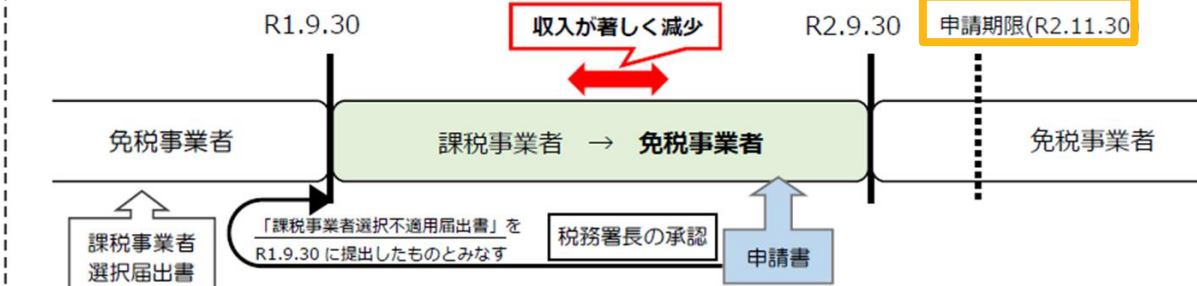 R1.9.30
収入が著しく減少
R2.9.30
申請期限(R2.11.30)
免税事業者
課税事業者 → 免税事業者
免税事業者
「課税事業者選択不適用届出書」を
R1.9.30 に提出したものとみなす
税務署長の承認
課税事業者
選択届出書
申請書